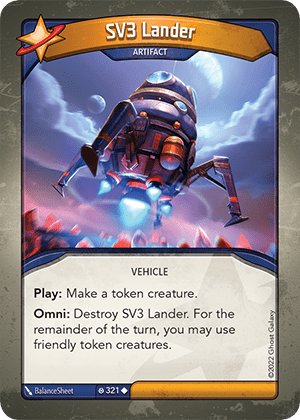 SV3 Lander
ARTIFACT
VEHICLE
Play: Make a token creature.
Omni: Destroy SV3 Lander. For the
remainder of the turn, you may use
friendly token creatures.
©2022 Ghost Galaxy
BalanceSheet
321